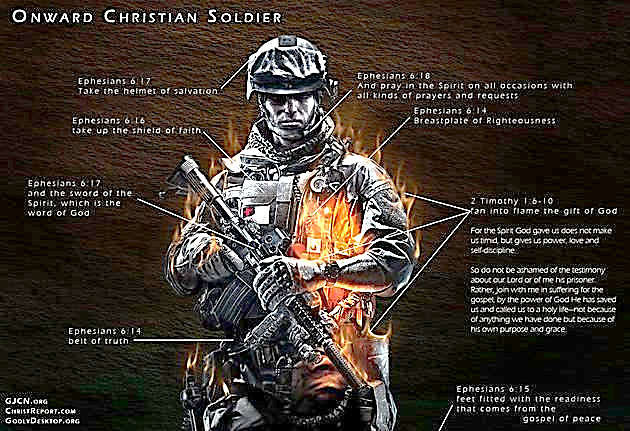 ONWARD CHRISTIAN SOLDIER
Ephesians 6:17
Take the helmet of salvation
Ephesians 6:18
And pray in the Spirit on all occasions with
all kinds of prayers and requests
Ephesians 6:14
Breastplate of Righteousness
Ephesians 6:16
take up the shield of faith
Ephesians 6:17
and the sword of the
Spirit, which is the
word of God
2 Timothy 1:6-10
fan into flame the gift of God
For the Spirit God gave us does not make
us timid, but gives us power, love and
self-discipline.
So do not be ashamed of the testimony
about our Lord or of me his prisoner.
Rather, join with me in suffering for the
gospel, by the power of God He has saved
us and called us to a holy life—not because
of anything we have done but because of
his own purpose and grace.
Ephesians 6:14
belt of truth
Ephesians 6:15
feet fitted with the readiness
that comes from the
gospel of peace
GJCN.ORG
CHRISTREPORT.COM
GODLYDESKTOP.ORG